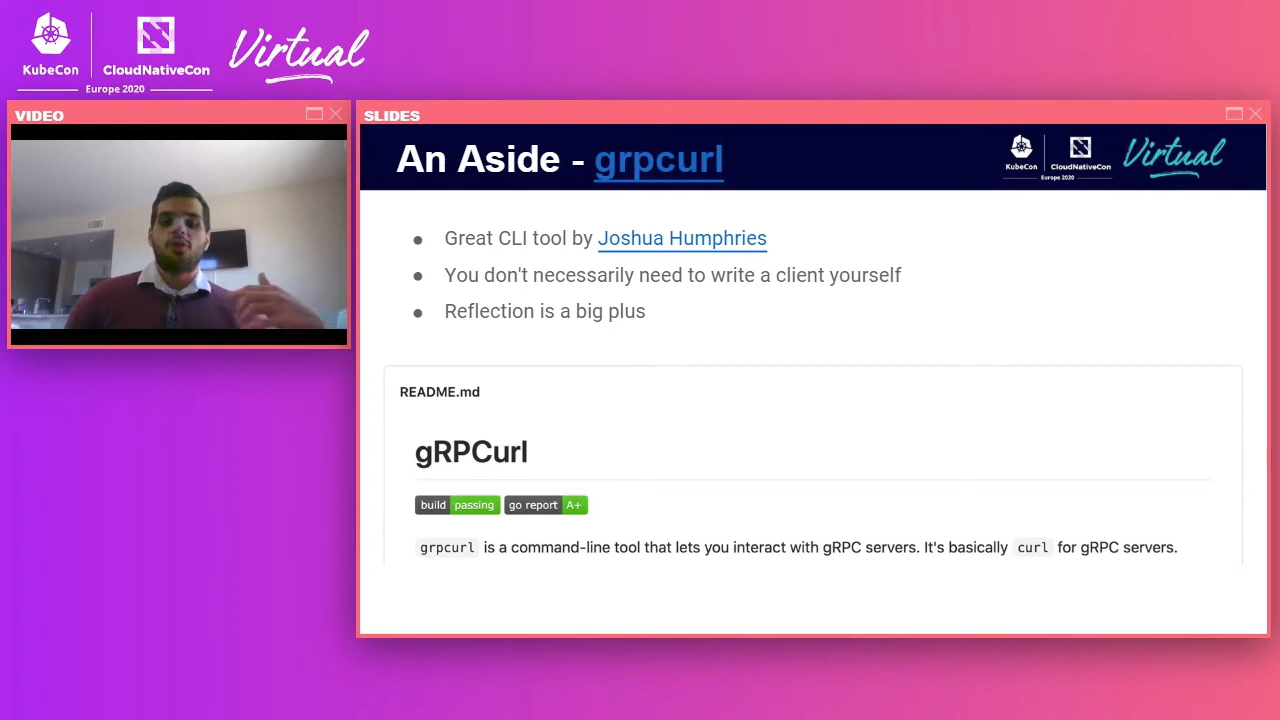 KubeCon
CloudNativeCon
Europe 2020
Virtual
VIDEO
SLIDES
An Aside - grpcurl
KubeCon
CloudNativeCon
Europe 2020
Virtual
● Great CLI tool by Joshua Humphries
● You don't necessarily need to write a client yourself
● Reflection is a big plus
README.md
gRPCurl
build passing go report A+
grpcurl is a command-line tool that lets you interact with gRPC servers. It's basically curl for gRPC servers.